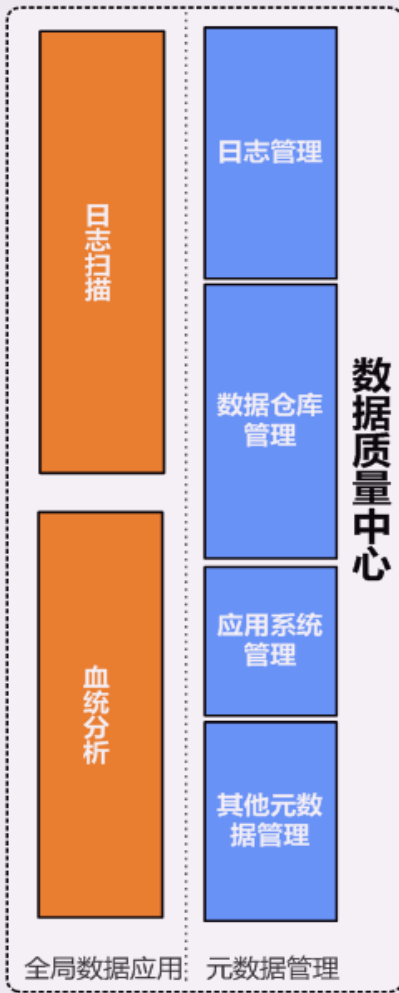 日志扫描
血统分析
全局数据应用
日志管理
数据仓库
管理
应用系统
管理
其他元数
据管理
元数据管理
数据质量中心